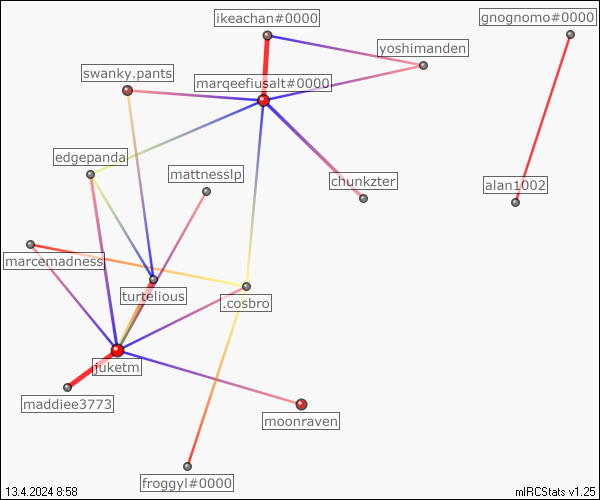 ikeachan#0000
gnognomo#0000
yoshimanden
swanky.pants
marqeefiusalt#0000
edgepanda
mattnesslp
chunkzter
alan1002
marcemadness
turtelious
.cosbro
juketm
maddiee3773
moonraven
froggyl#0000
13.4.2024 8:58
mIRCStats v1.25